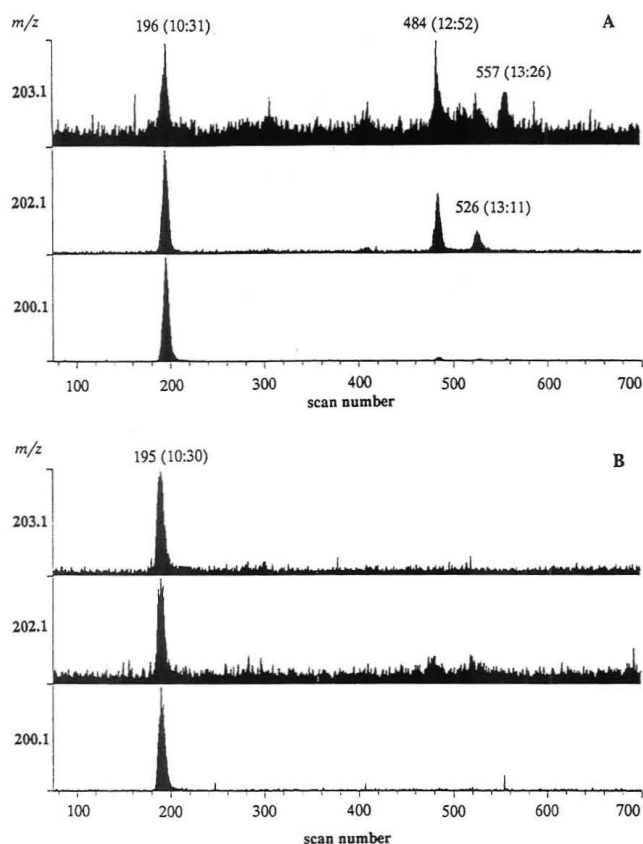 m/z
196 (10:31)
484 (12:52)
A
557 (13:26)
203.1
202.1
526 (13:11)
200.1
100 200 300 400 500 600 700
scan number
m/z
195 (10:30)
B
203.1
202.1
200.1
100 200 300 400 500 600 700
scan number